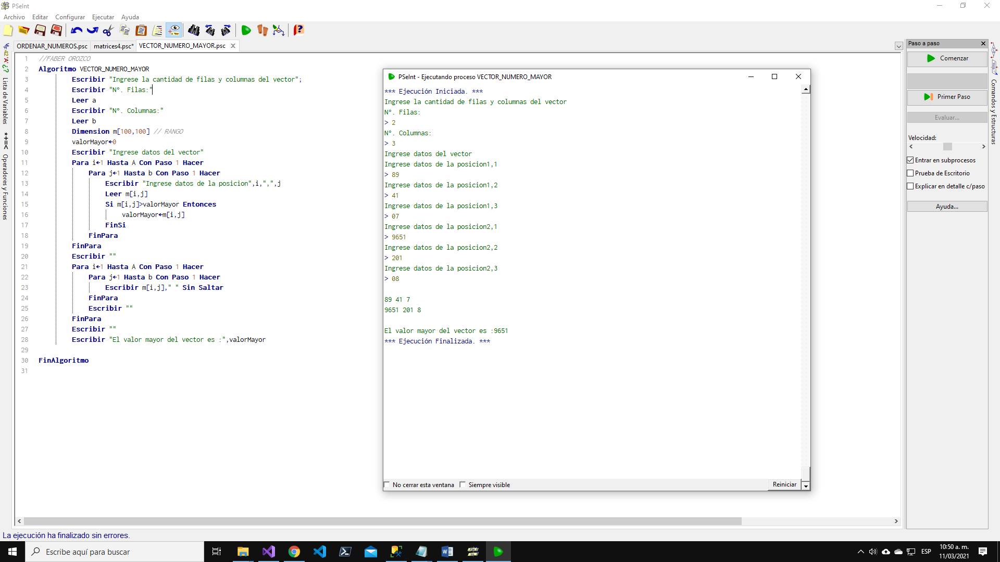 PSeInt
Archivo Editar Configurar Ejecutar Ayuda
ORDENAR_NUMEROS.psc matrices4.psc* VECTOR_NUMERO_MAYOR.psc
1 //FABER OROZCO
2 Algoritmo VECTOR_NUMERO_MAYOR
3 Escribir "Ingrese la cantidad de filas y columnas del vector";
4 Escribir "N°. Filas:"
5 Leer a
6 Escribir "N°. Columnas:"
7 Leer b
8 Dimension m[100,100] // RANGO
9 valorMayor←0
10 Escribir "Ingrese datos del vector"
11 Para i←1 Hasta A Con Paso 1 Hacer
12 Para j←1 Hasta b Con Paso 1 Hacer
13 Escribir "Ingrese datos de la posicion",i,",",j
14 Leer m[i,j]
15 Si m[i,j]>valorMayor Entonces
16 valorMayor←m[i,j]
17 FinSi
18 FinPara
19 FinPara
20 Escribir ""
21 Para i←1 Hasta A Con Paso 1 Hacer
22 Para j←1 Hasta b Con Paso 1 Hacer
23 Escribir m[i,j]," " Sin Saltar
24 FinPara
25 Escribir ""
26 FinPara
27 Escribir ""
28 Escribir "El valor mayor del vector es :",valorMayor
29
30 FinAlgoritmo
31
Lista de Variables
Operadores y Funciones
PSeInt - Ejecutando proceso VECTOR_NUMERO_MAYOR
*** Ejecución Iniciada. ***
Ingrese la cantidad de filas y columnas del vector
N°. Filas:
> 2
N°. Columnas:
> 3
Ingrese datos del vector
Ingrese datos de la posicion1,1
> 89
Ingrese datos de la posicion1,2
> 41
Ingrese datos de la posicion1,3
> 07
Ingrese datos de la posicion2,1
> 9651
Ingrese datos de la posicion2,2
> 201
Ingrese datos de la posicion2,3
> 08
89 41 7
9651 201 8
El valor mayor del vector es :9651
*** Ejecución Finalizada. ***
No cerrar esta ventana Siempre visible Reiniciar
Paso a paso
Comenzar
Primer Paso
Evaluar...
Velocidad:
Entrar en subprocesos
Prueba de Escritorio
Explicar en detalle c/paso
Ayuda...
Comandos y Estructuras
La ejecución ha finalizado sin errores.
Escribe aquí para buscar
ESP
10:50 a. m.
11/03/2021